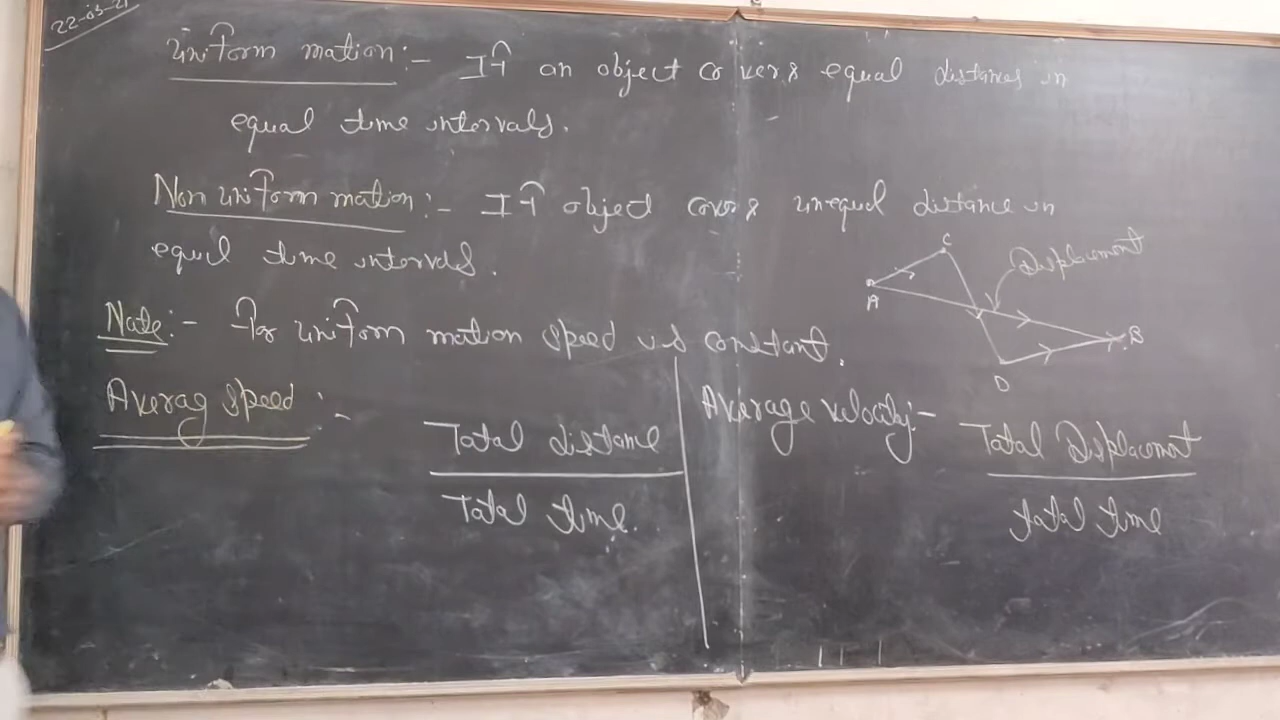 22-03-21
Uniform motion:- If an object covers equal distances in
equal time intervals.
Non uniform motion:- If object covers unequal distance in
equal time intervals.
C
Displacement
A
Note:- For uniform motion speed is constant.
B
D
Averag speed:-
Average velocity:-
Total distance
Total Displacement
Total time.
total time